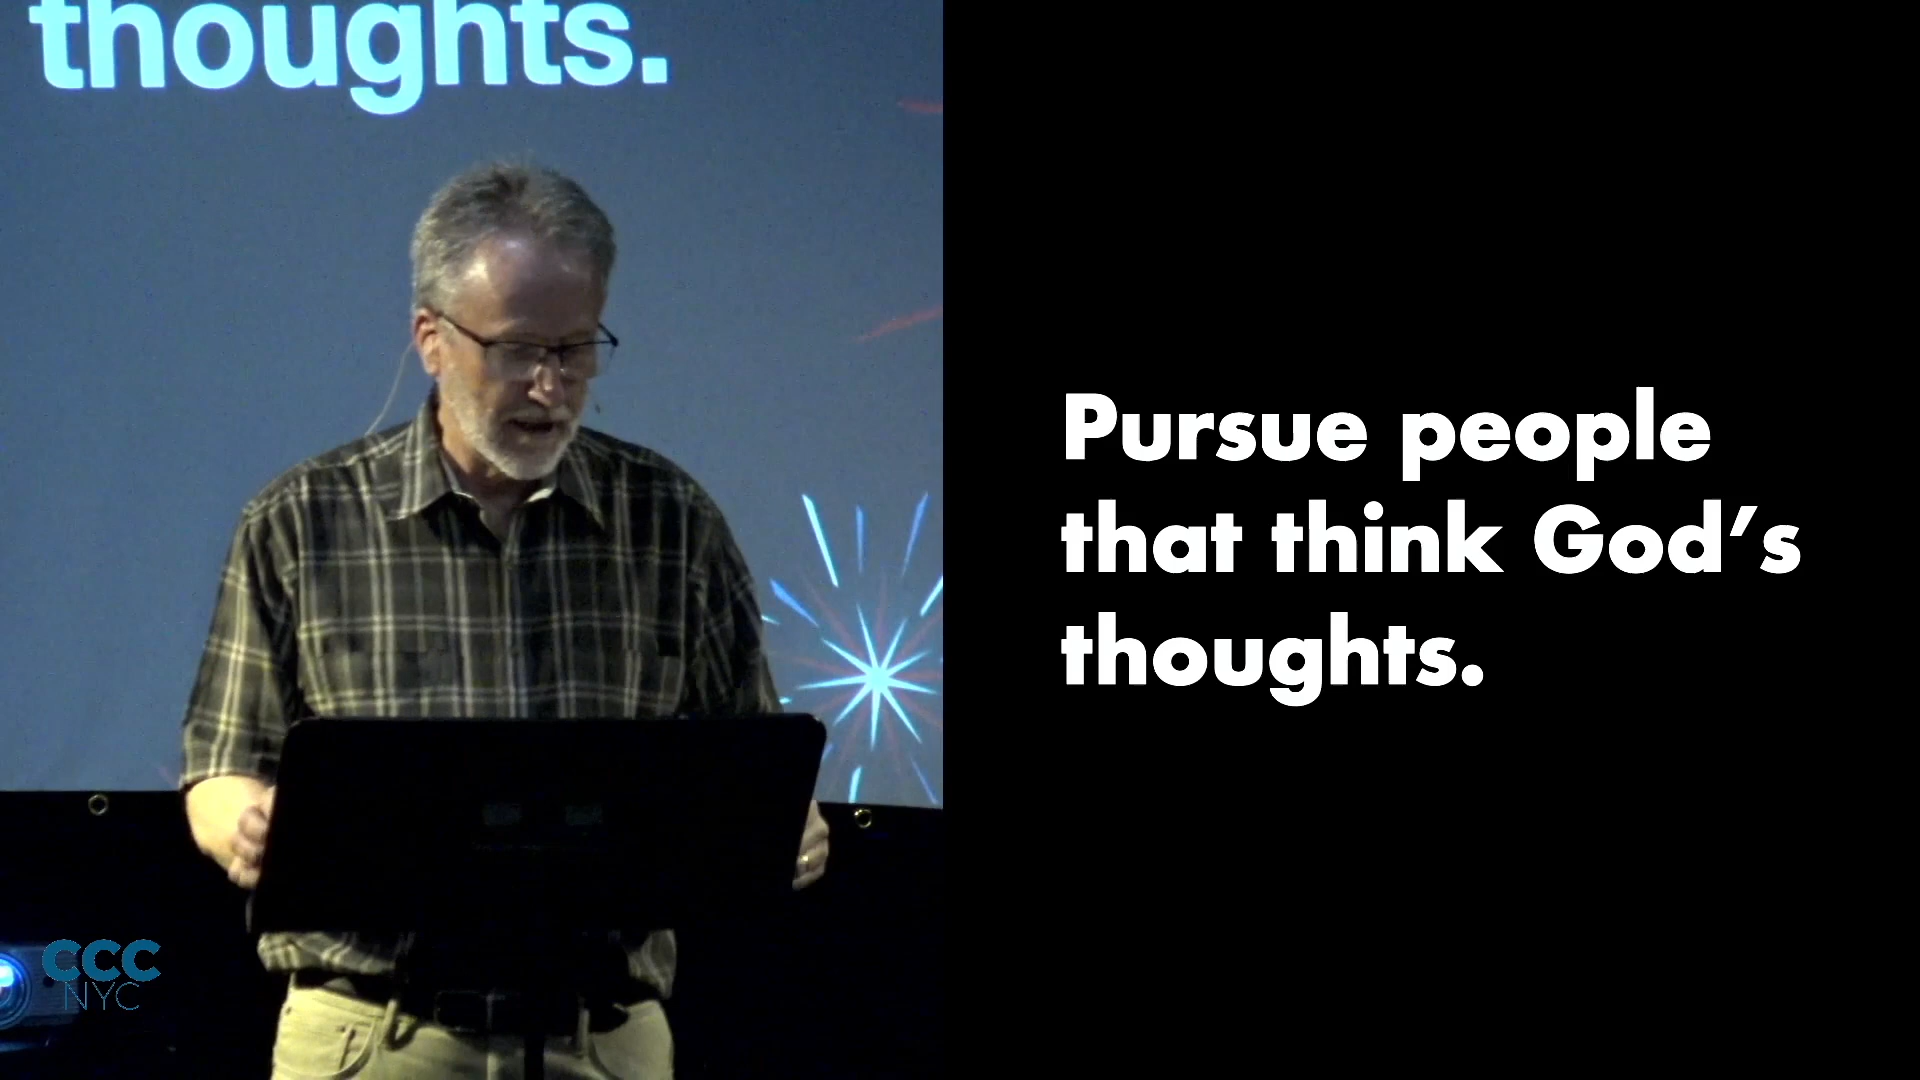 thoughts.
Pursue people
that think God’s
thoughts.
CCC
NYC